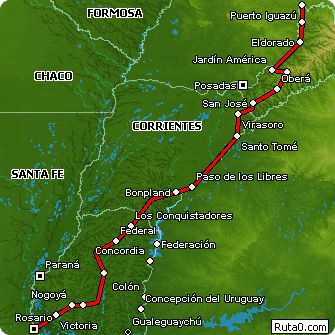 FORMOSA
Puerto Iguazú
Eldorado
Jardín América
CHACO
Posadas
Oberá
San José
CORRIENTES
Virasoro
Santo Tomé
SANTA FE
Paso de los Libres
Bonpland
Los Conquistadores
Federal
Federación
Concordia
Paraná
Colón
Nogoyá
Concepción del Uruguay
Rosario
Victoria
Gualeguaychú
Ruta0.com